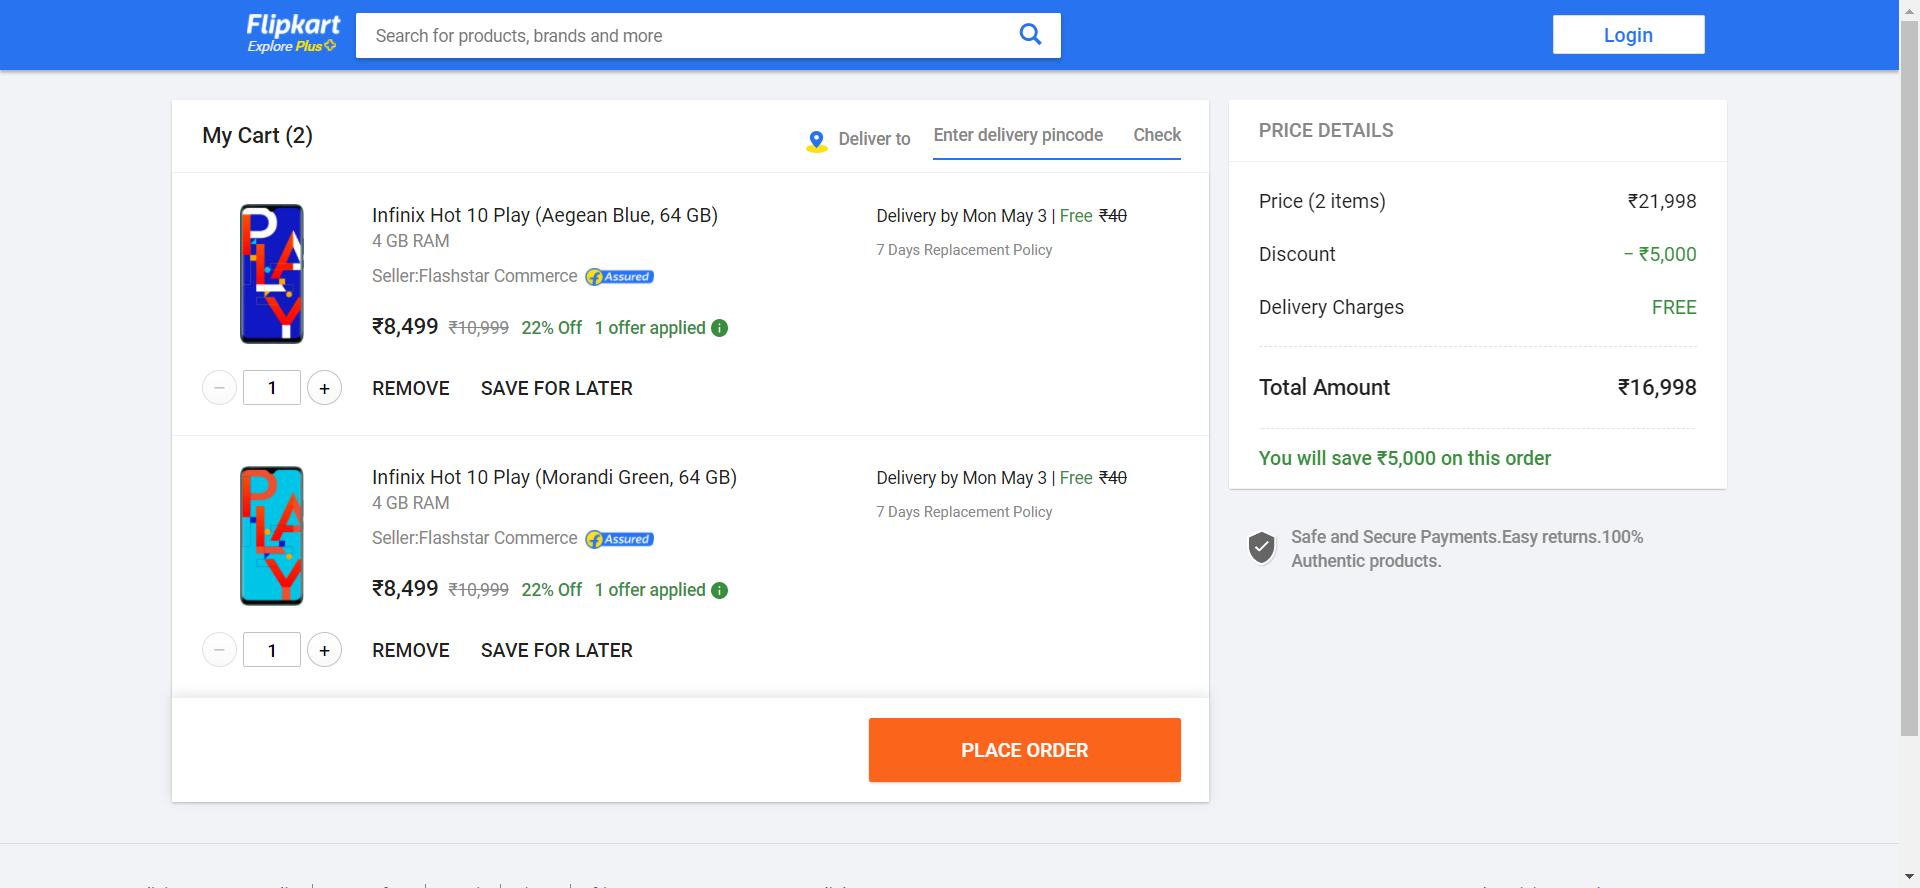 Flipkart
Explore Plus
Search for products, brands and more
Login
My Cart (2)
Deliver to
Enter delivery pincode
Check
PLAY
Infinix Hot 10 Play (Aegean Blue, 64 GB)
4 GB RAM
Seller:Flashstar Commerce
f Assured
₹8,499 ₹10,999 22% Off 1 offer applied i
Delivery by Mon May 3 | Free ₹40
7 Days Replacement Policy
− 1 + REMOVE SAVE FOR LATER
PLAY
Infinix Hot 10 Play (Morandi Green, 64 GB)
4 GB RAM
Seller:Flashstar Commerce
f Assured
₹8,499 ₹10,999 22% Off 1 offer applied i
Delivery by Mon May 3 | Free ₹40
7 Days Replacement Policy
− 1 + REMOVE SAVE FOR LATER
PLACE ORDER
PRICE DETAILS
Price (2 items) ₹21,998
Discount − ₹5,000
Delivery Charges FREE
Total Amount ₹16,998
You will save ₹5,000 on this order
Safe and Secure Payments.Easy returns.100%
Authentic products.